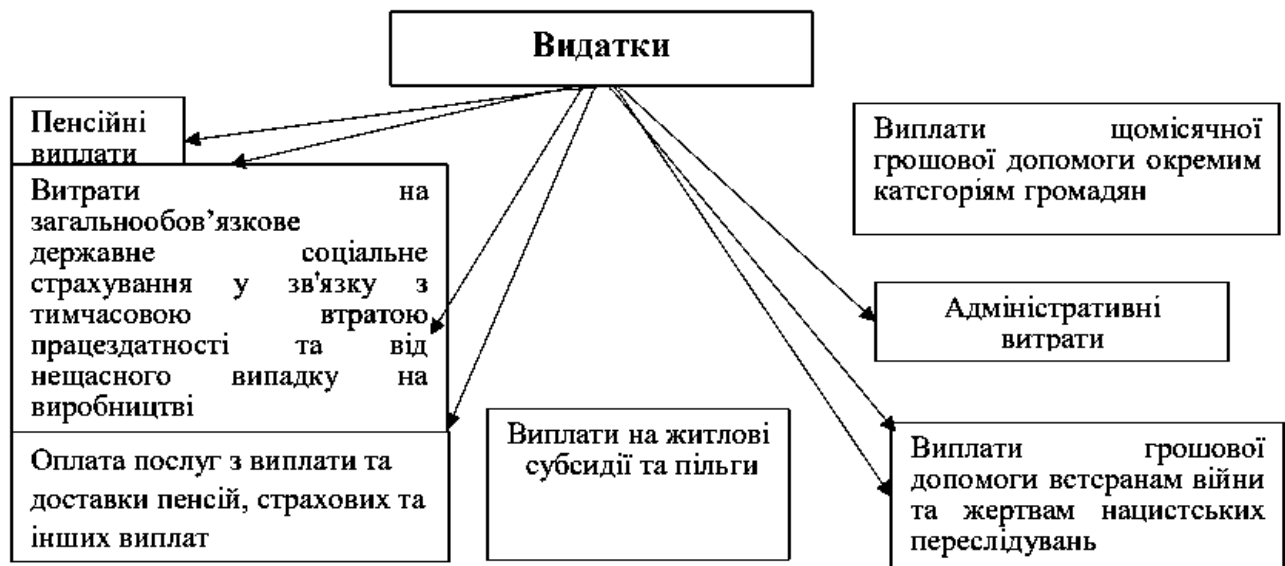 Видатки
Пенсійні
виплати
Витрати на
загальнообов’язкове
державне соціальне
страхування у зв'язку з
тимчасовою втратою
працездатності та від
нещасного випадку на
виробництві
Оплата послуг з виплати та
доставки пенсій, страхових та
інших виплат
Виплати на житлові
субсидії та пільги
Виплати щомісячної
грошової допомоги окремим
категоріям громадян
Адміністративні
витрати
Виплати грошової
допомоги ветеранам війни
та жертвам нацистських
переслідувань